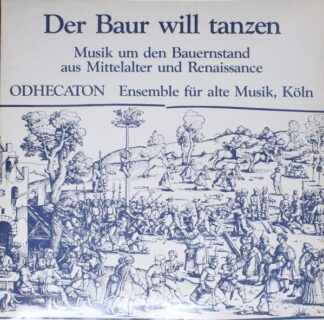 Der Baur will tanzen
Musik um den Bauernstand
aus Mittelalter und Renaissance
ODHECATON Ensemble für alte Musik, Köln